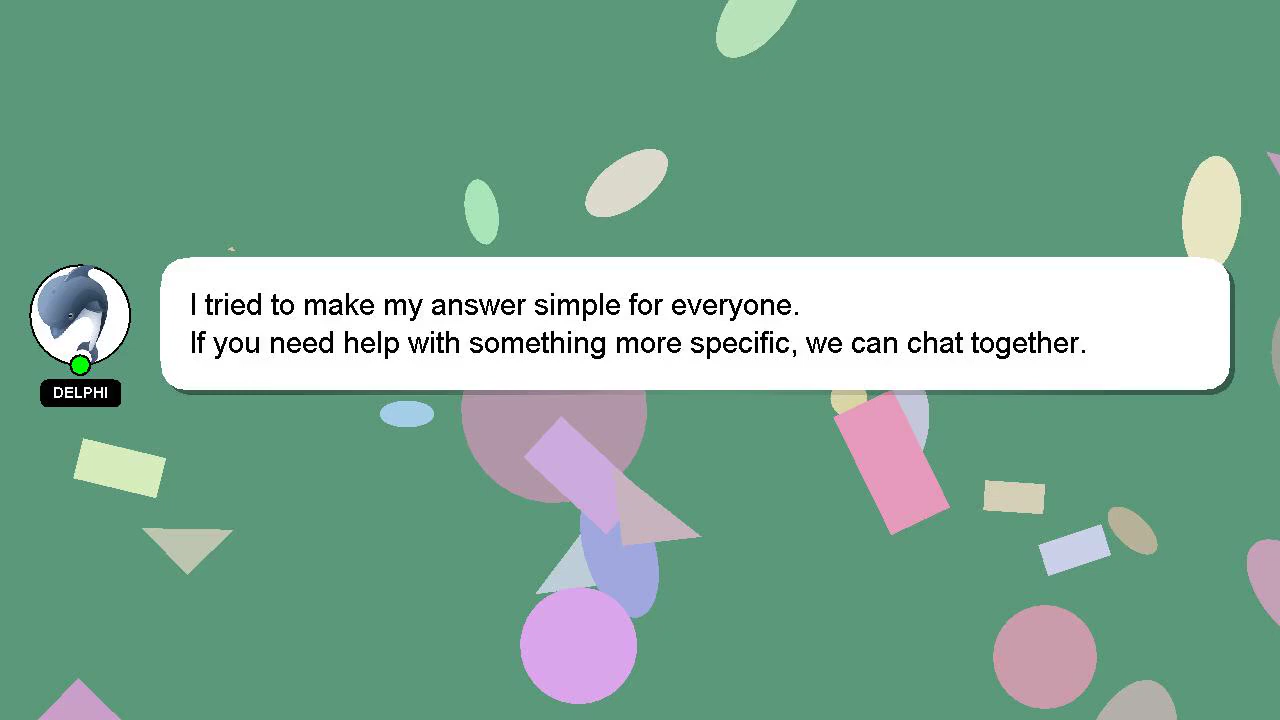 I tried to make my answer simple for everyone.
If you need help with something more specific, we can chat together.
DELPHI